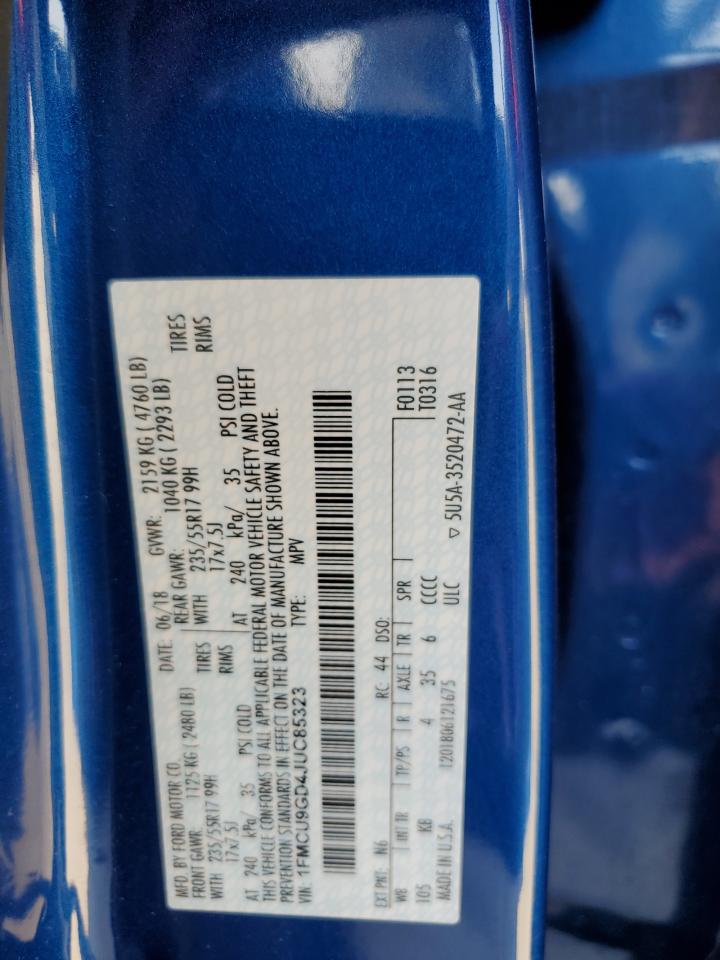 MFD. BY FORD MOTOR CO.
DATE: 06/18 GVWR: 2159 KG ( 4760 LB)
FRONT GAWR: 1125 KG ( 2480 LB)
REAR GAWR: 1040 KG ( 2293 LB)
WITH 235/55R17 99H TIRES
WITH 235/55R17 99H TIRES
17x7.5J RIMS
17x7.5J RIMS
AT 240 kPa/ 35 PSI COLD
AT 240 kPa/ 35 PSI COLD
THIS VEHICLE CONFORMS TO ALL APPLICABLE FEDERAL MOTOR VEHICLE SAFETY AND THEFT
PREVENTION STANDARDS IN EFFECT ON THE DATE OF MANUFACTURE SHOWN ABOVE.
VIN: 1FMCU9GD4JUC85323 TYPE: MPV
EXT PNT: N6 RC: 44 DSO: F0113
WB INT TR TP/PS R AXLE TR SPR T0316
105 KB 4 35 6 CCCC
MADE IN U.S.A. 1201806121675 ULC ▽ 5U5A-3520472-AA